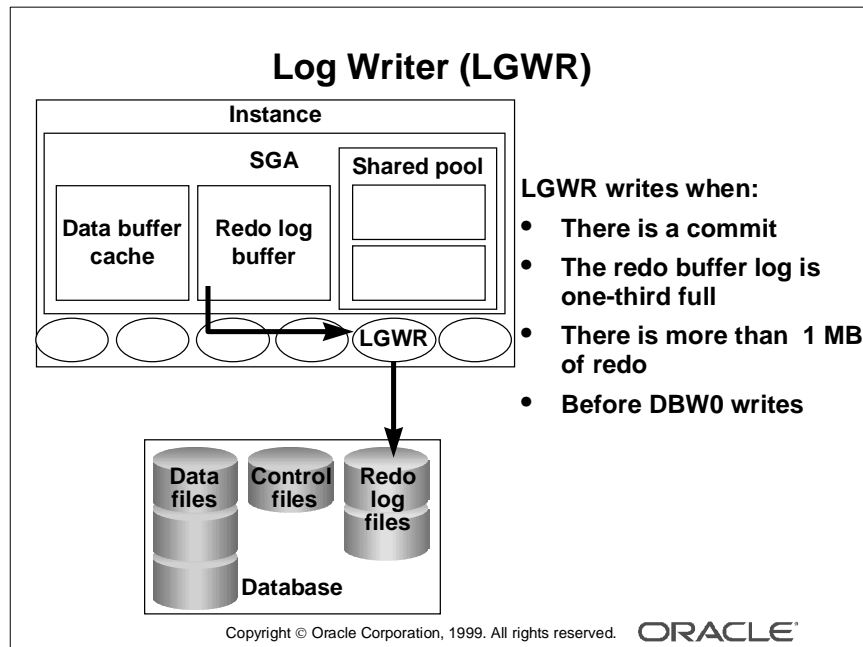 Log Writer (LGWR)
Instance
SGA
Shared pool
Data buffer
cache
Redo log
buffer
LGWR
LGWR writes when:
• There is a commit
• The redo buffer log is
one-third full
• There is more than 1 MB
of redo
• Before DBW0 writes
Data
files
Control
files
Redo
log
files
Database
Copyright © Oracle Corporation, 1999. All rights reserved.
ORACLE®